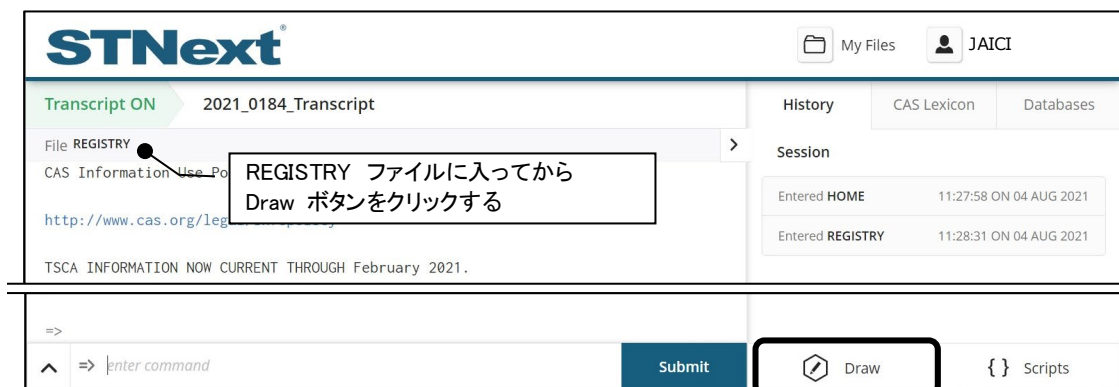 STNext®
My Files
JAICI
Transcript ON
2021_0184_Transcript
History
CAS Lexicon
Databases
File REGISTRY
Session
CAS Information Use Po
REGISTRY ファイルに入ってから
Draw ボタンをクリックする
Entered HOME 11:27:58 ON 04 AUG 2021
http://www.cas.org/leg
Entered REGISTRY 11:28:31 ON 04 AUG 2021
TSCA INFORMATION NOW CURRENT THROUGH February 2021.
=>
=> enter command
Submit
Draw
{ } Scripts